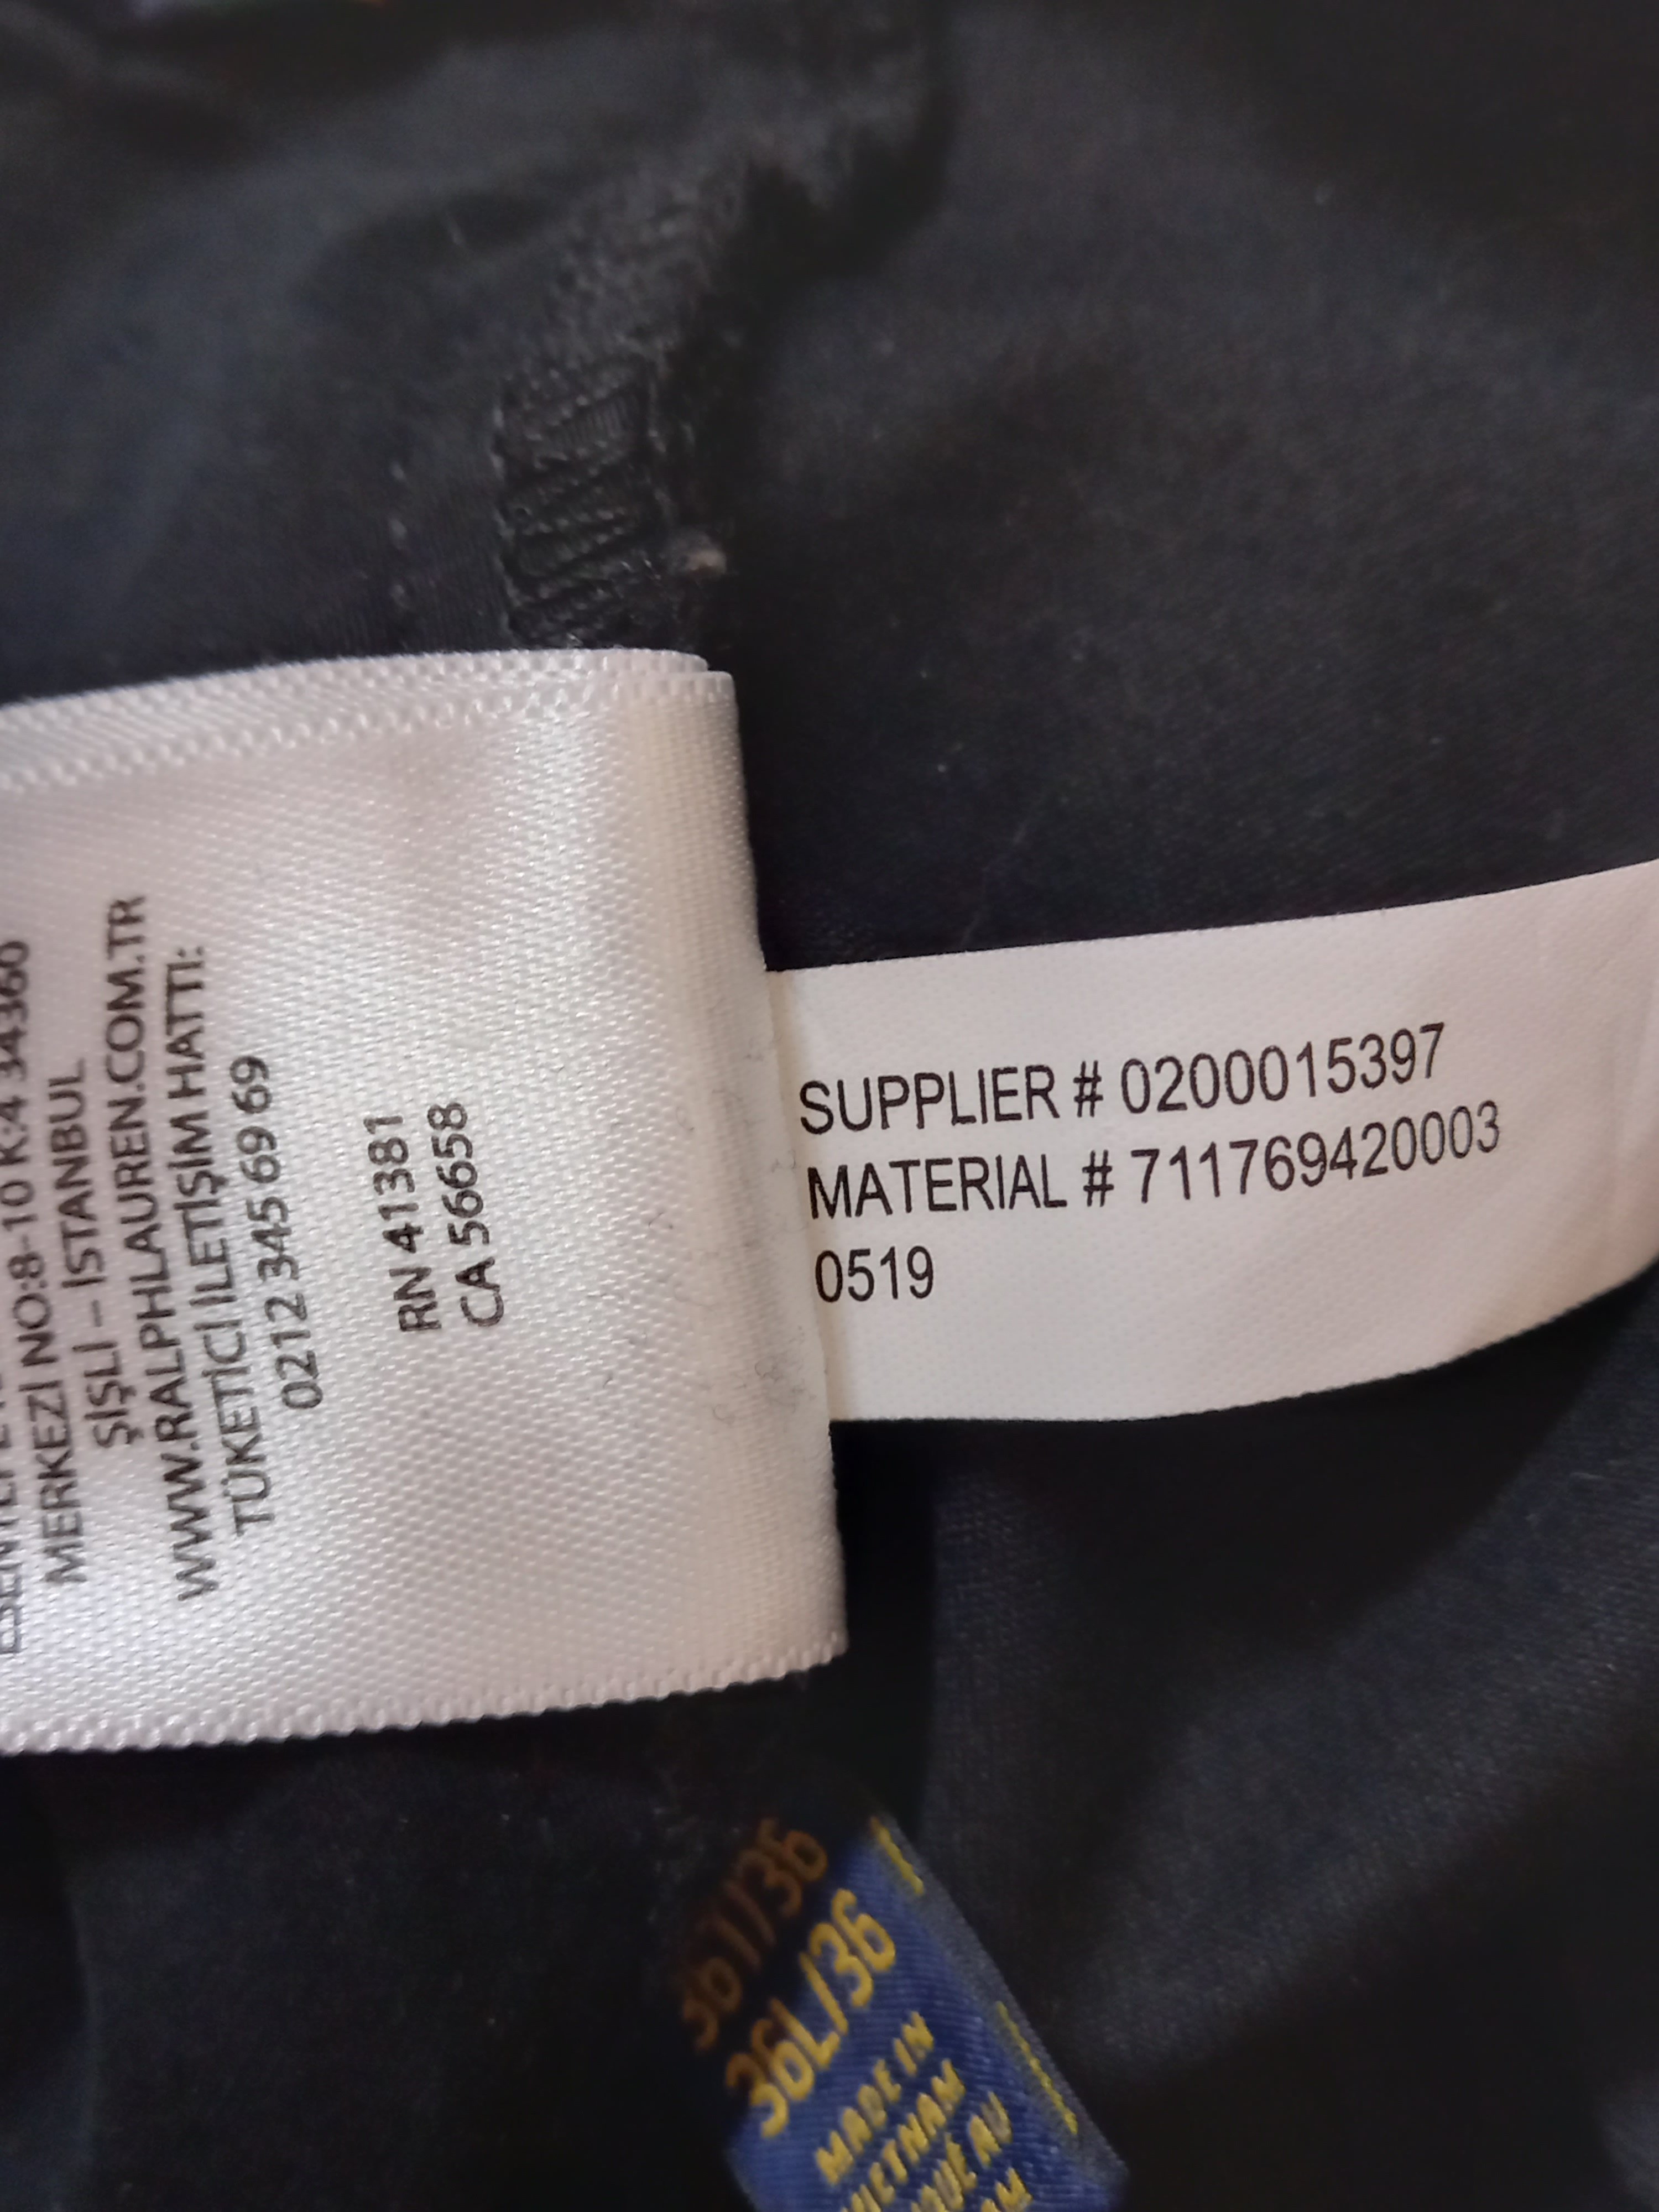 MERKEZİ NO:8-10 K:4 34360
ŞİŞLİ – İSTANBUL
WWW.RALPHLAUREN.COM.TR
TÜKETİCİ İLETİŞİM HATTI:
0212 345 69 69
RN 41381
CA 56658
SUPPLIER # 0200015397
MATERIAL # 711769420003
0519
36L/36
MADE IN
VIETNAM
AU